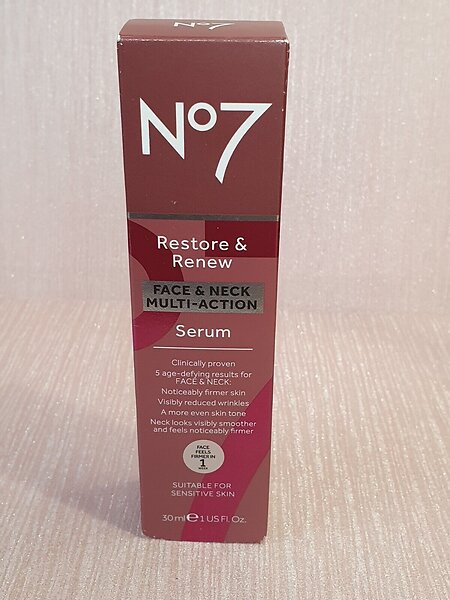 No7
Restore &
Renew
FACE & NECK
MULTI-ACTION
Serum
Clinically proven
5 age-defying results for
FACE & NECK:
Noticeably firmer skin
Visibly reduced wrinkles
A more even skin tone
Neck looks visibly smoother
and feels noticeably firmer
FACE
FEELS
FIRMER IN
1
WEEK
SUITABLE FOR
SENSITIVE SKIN
30 ml ℮ 1 US Fl. Oz.